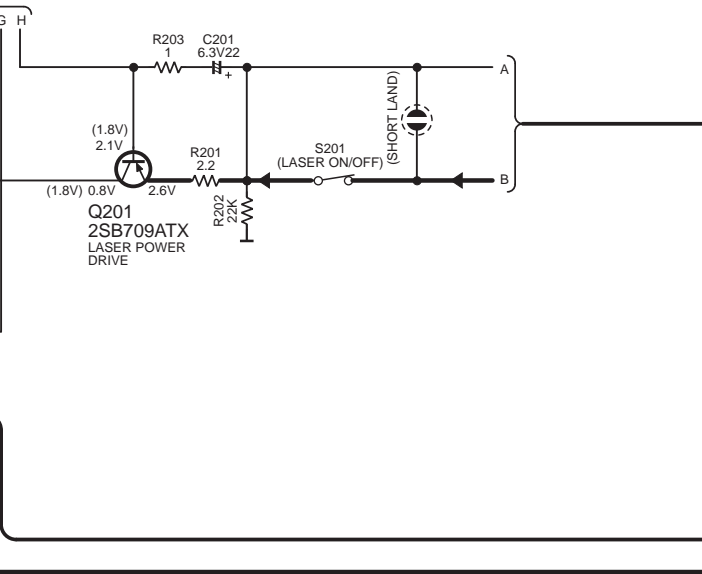 G H
R203
1
C201
6.3V22
+
A
(SHORT LAND)
(1.8V)
2.1V
R201
2.2
S201
(LASER ON/OFF)
B
(1.8V) 0.8V
2.6V
R202
22K
Q201
2SB709ATX
LASER POWER
DRIVE